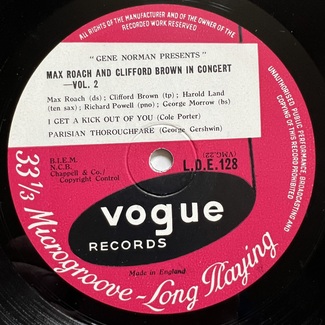 ALL RIGHTS OF THE MANUFACTURER AND OF THE OWNER OF THE
RECORDED WORK RESERVED
UNAUTHORISED PUBLIC PERFORMANCE
BROADCASTING AND
COPYING OF THIS RECORD PROHIBITED
"GENE NORMAN PRESENTS"
MAX ROACH AND CLIFFORD BROWN IN CONCERT
—VOL. 2
Max Roach (ds) ; Clifford Brown (tp) ; Harold Land
(ten sax) ; Richard Powell (pno) ; George Morrow (bs)
I GET A KICK OUT OF YOU (Cole Porter)
PARISIAN THOROUGHFARE (George Gershwin)
B.I.E.M.
N.C.B.
Chappell & Co./
Copyright Control
L.D.E.128
vogue
RECORDS
Made in England
33 1/3 Microgroove - Long Playing